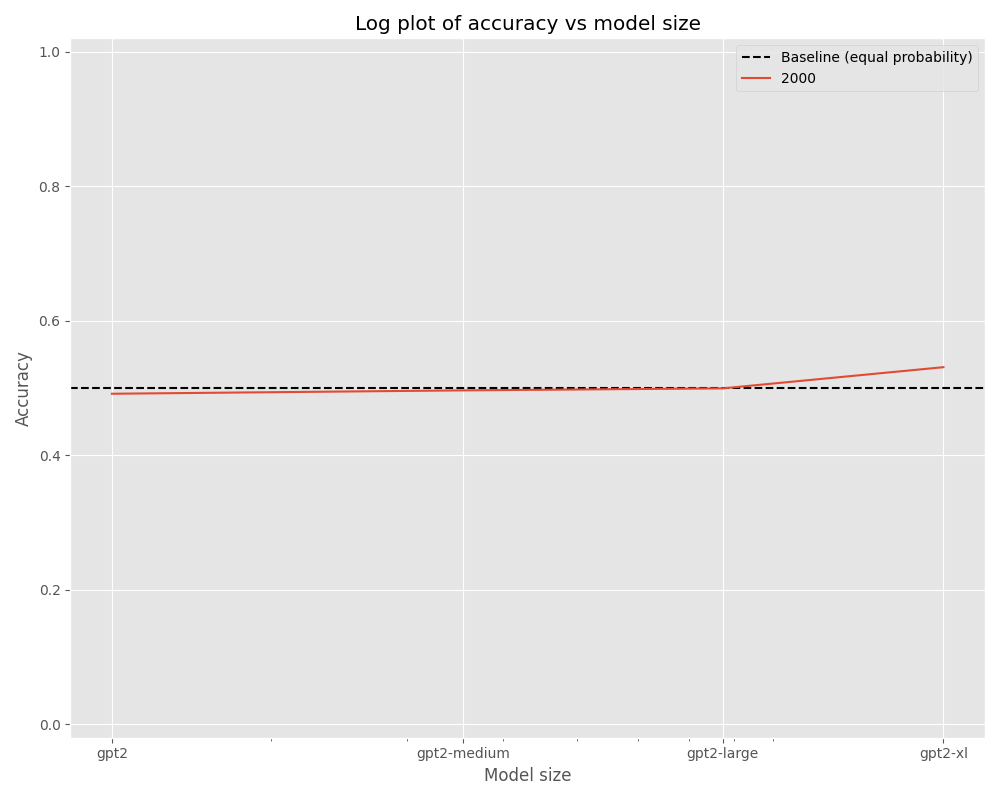 Log plot of accuracy vs model size
Baseline (equal probability)
2000
1.0
0.8
0.6
0.4
0.2
0.0
Accuracy
gpt2
gpt2-medium
gpt2-large
gpt2-xl
Model size